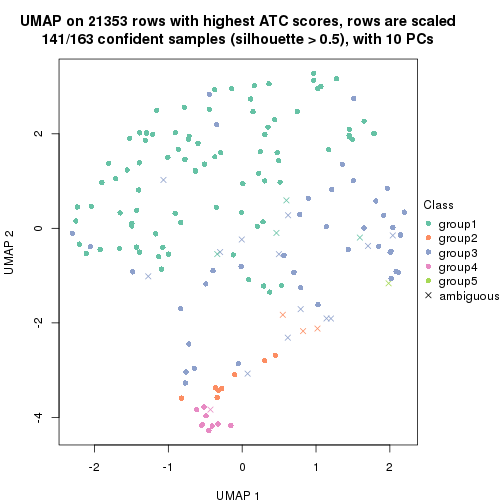 UMAP on 21353 rows with highest ATC scores, rows are scaled
141/163 confident samples (silhouette > 0.5), with 10 PCs
UMAP 2
2
0
-2
-4
-2
-1
0
1
2
UMAP 1
Class
group1
group2
group3
group4
group5
ambiguous